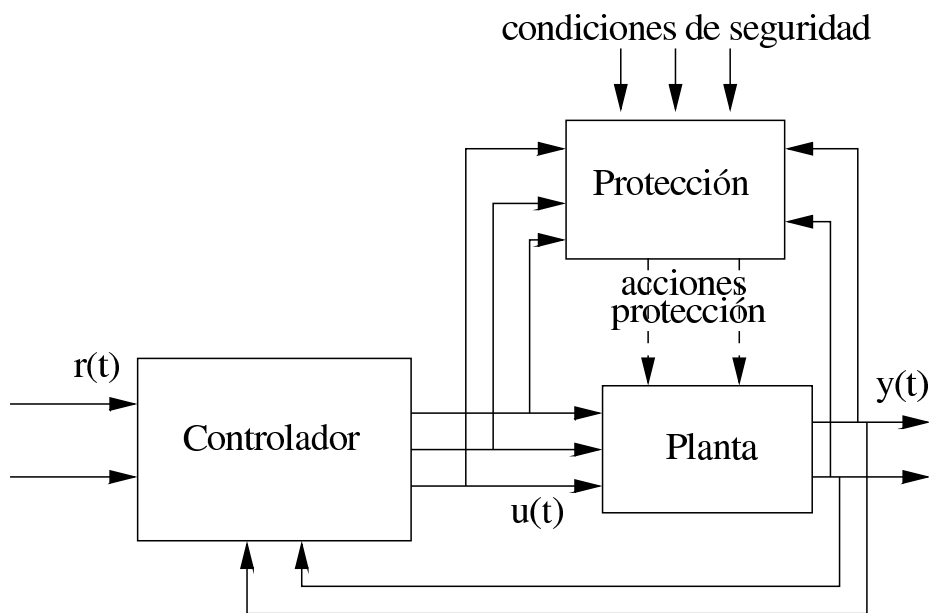 condiciones de seguridad
Protección
acciones
protección
r(t)
Controlador
Planta
y(t)
u(t)